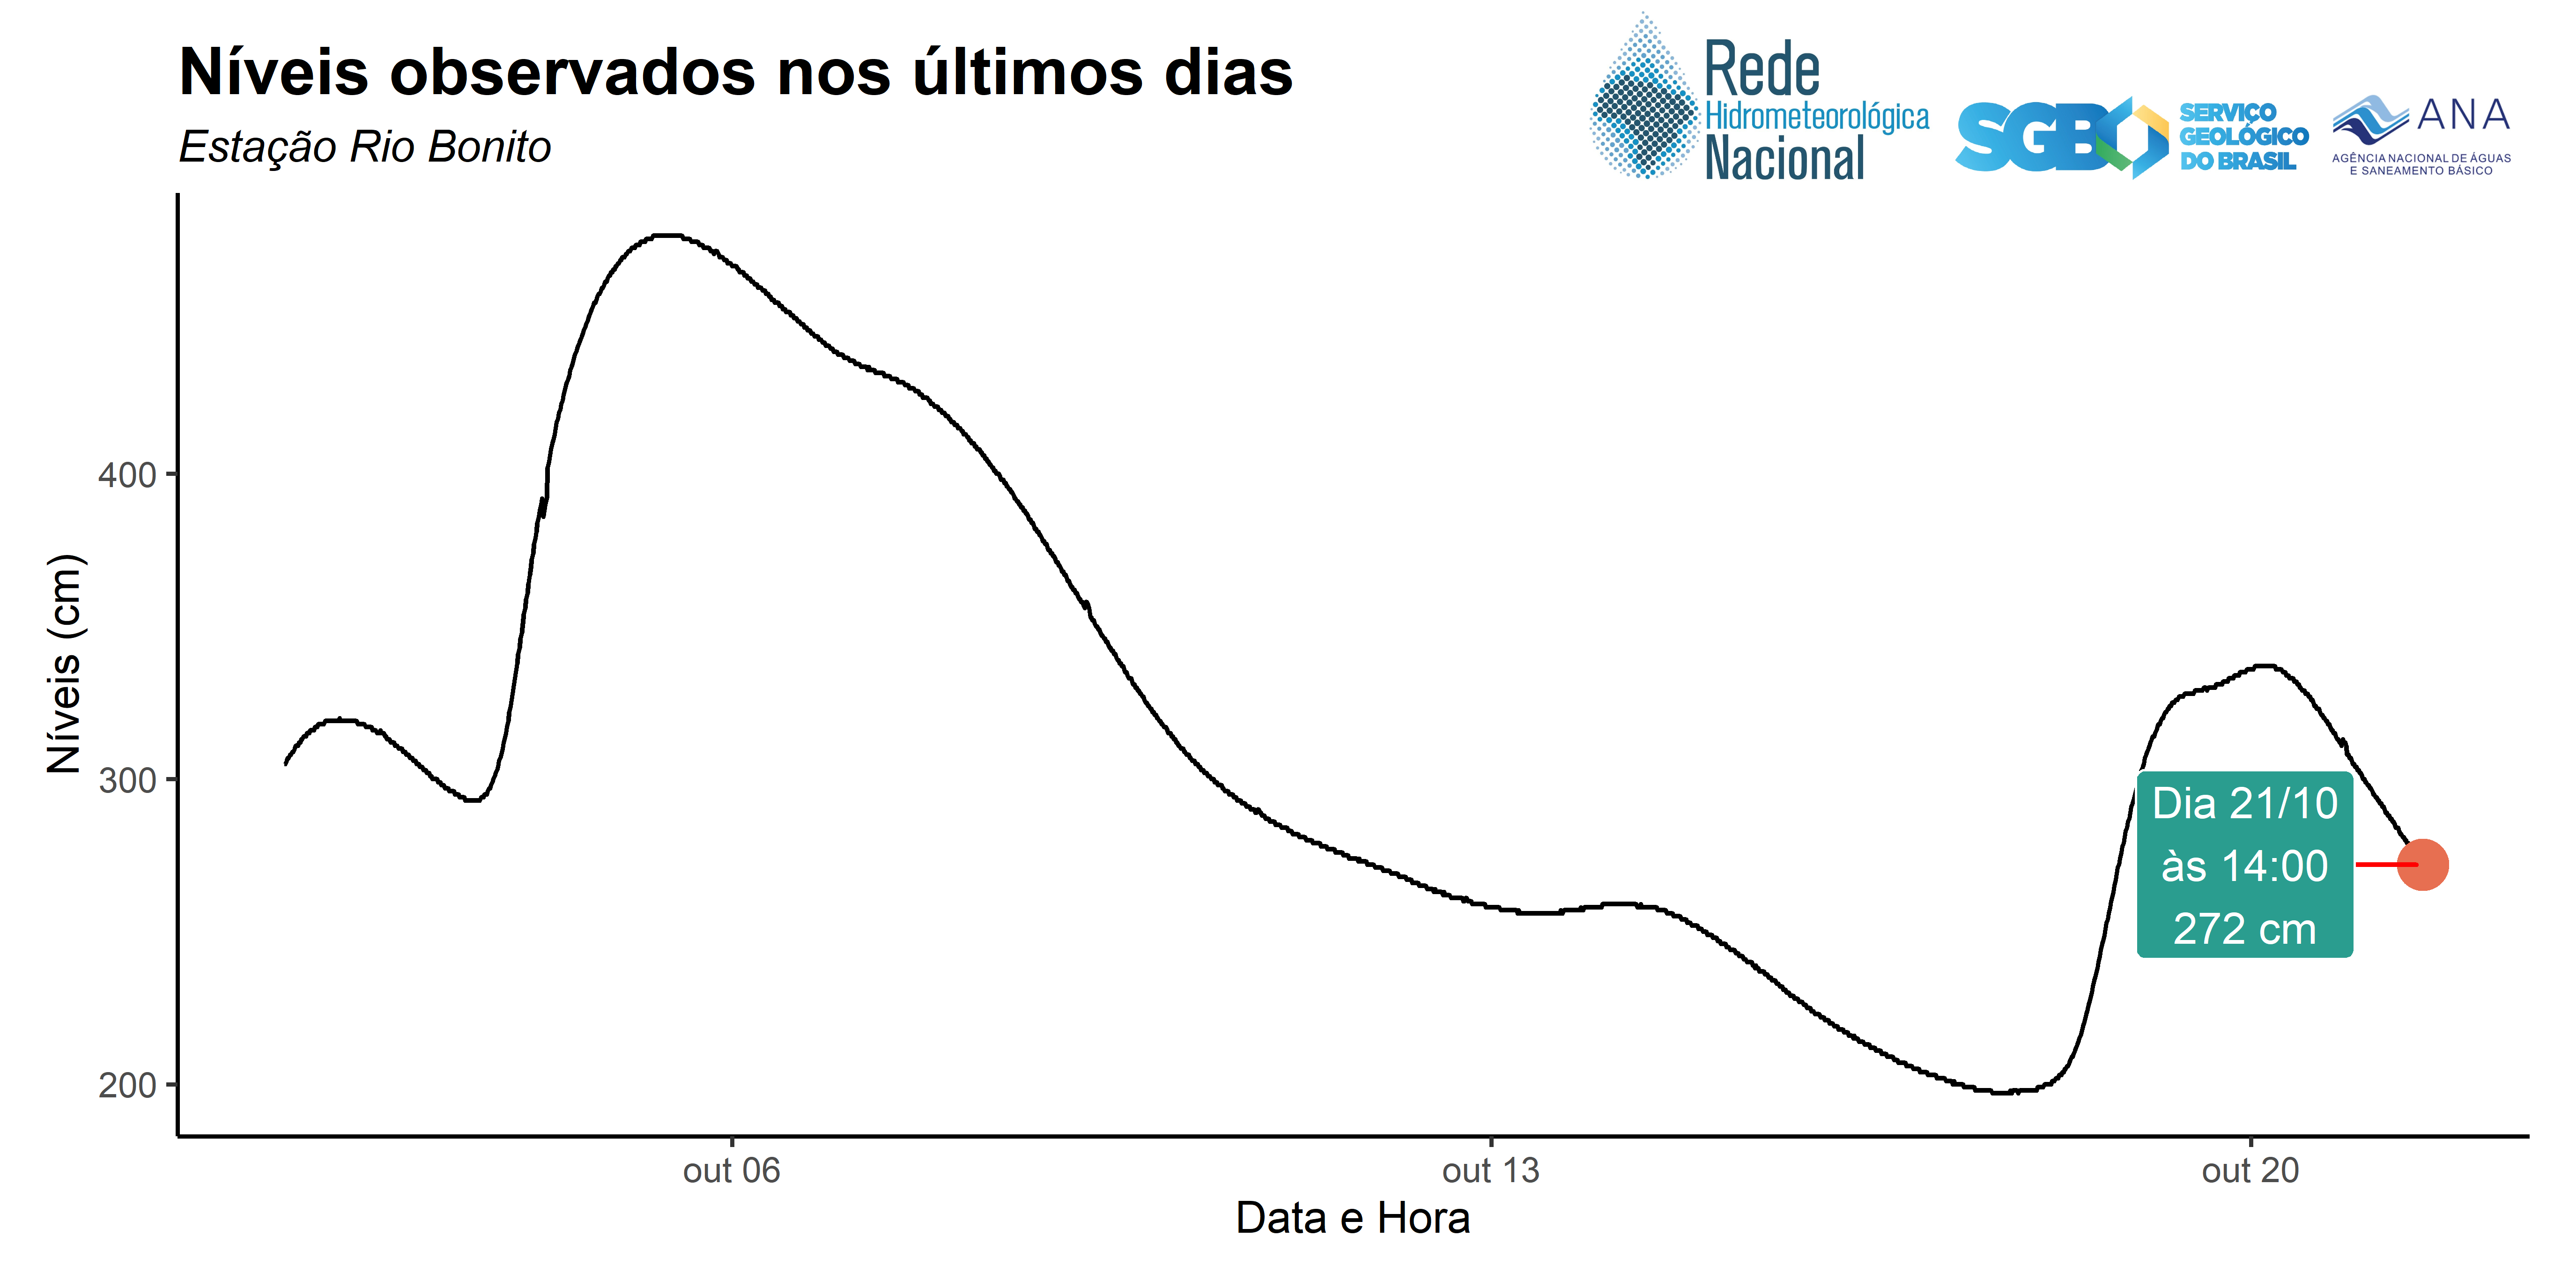 Níveis observados nos últimos dias
Estação Rio Bonito
Rede
Hidrometeorológica
Nacional
SGB
SERVIÇO
GEOLÓGICO
DO BRASIL
ANA
AGÊNCIA NACIONAL DE ÁGUAS
E SANEAMENTO BÁSICO
Níveis (cm)
400
300
200
Dia 21/10
às 14:00
272 cm
out 06
out 13
out 20
Data e Hora